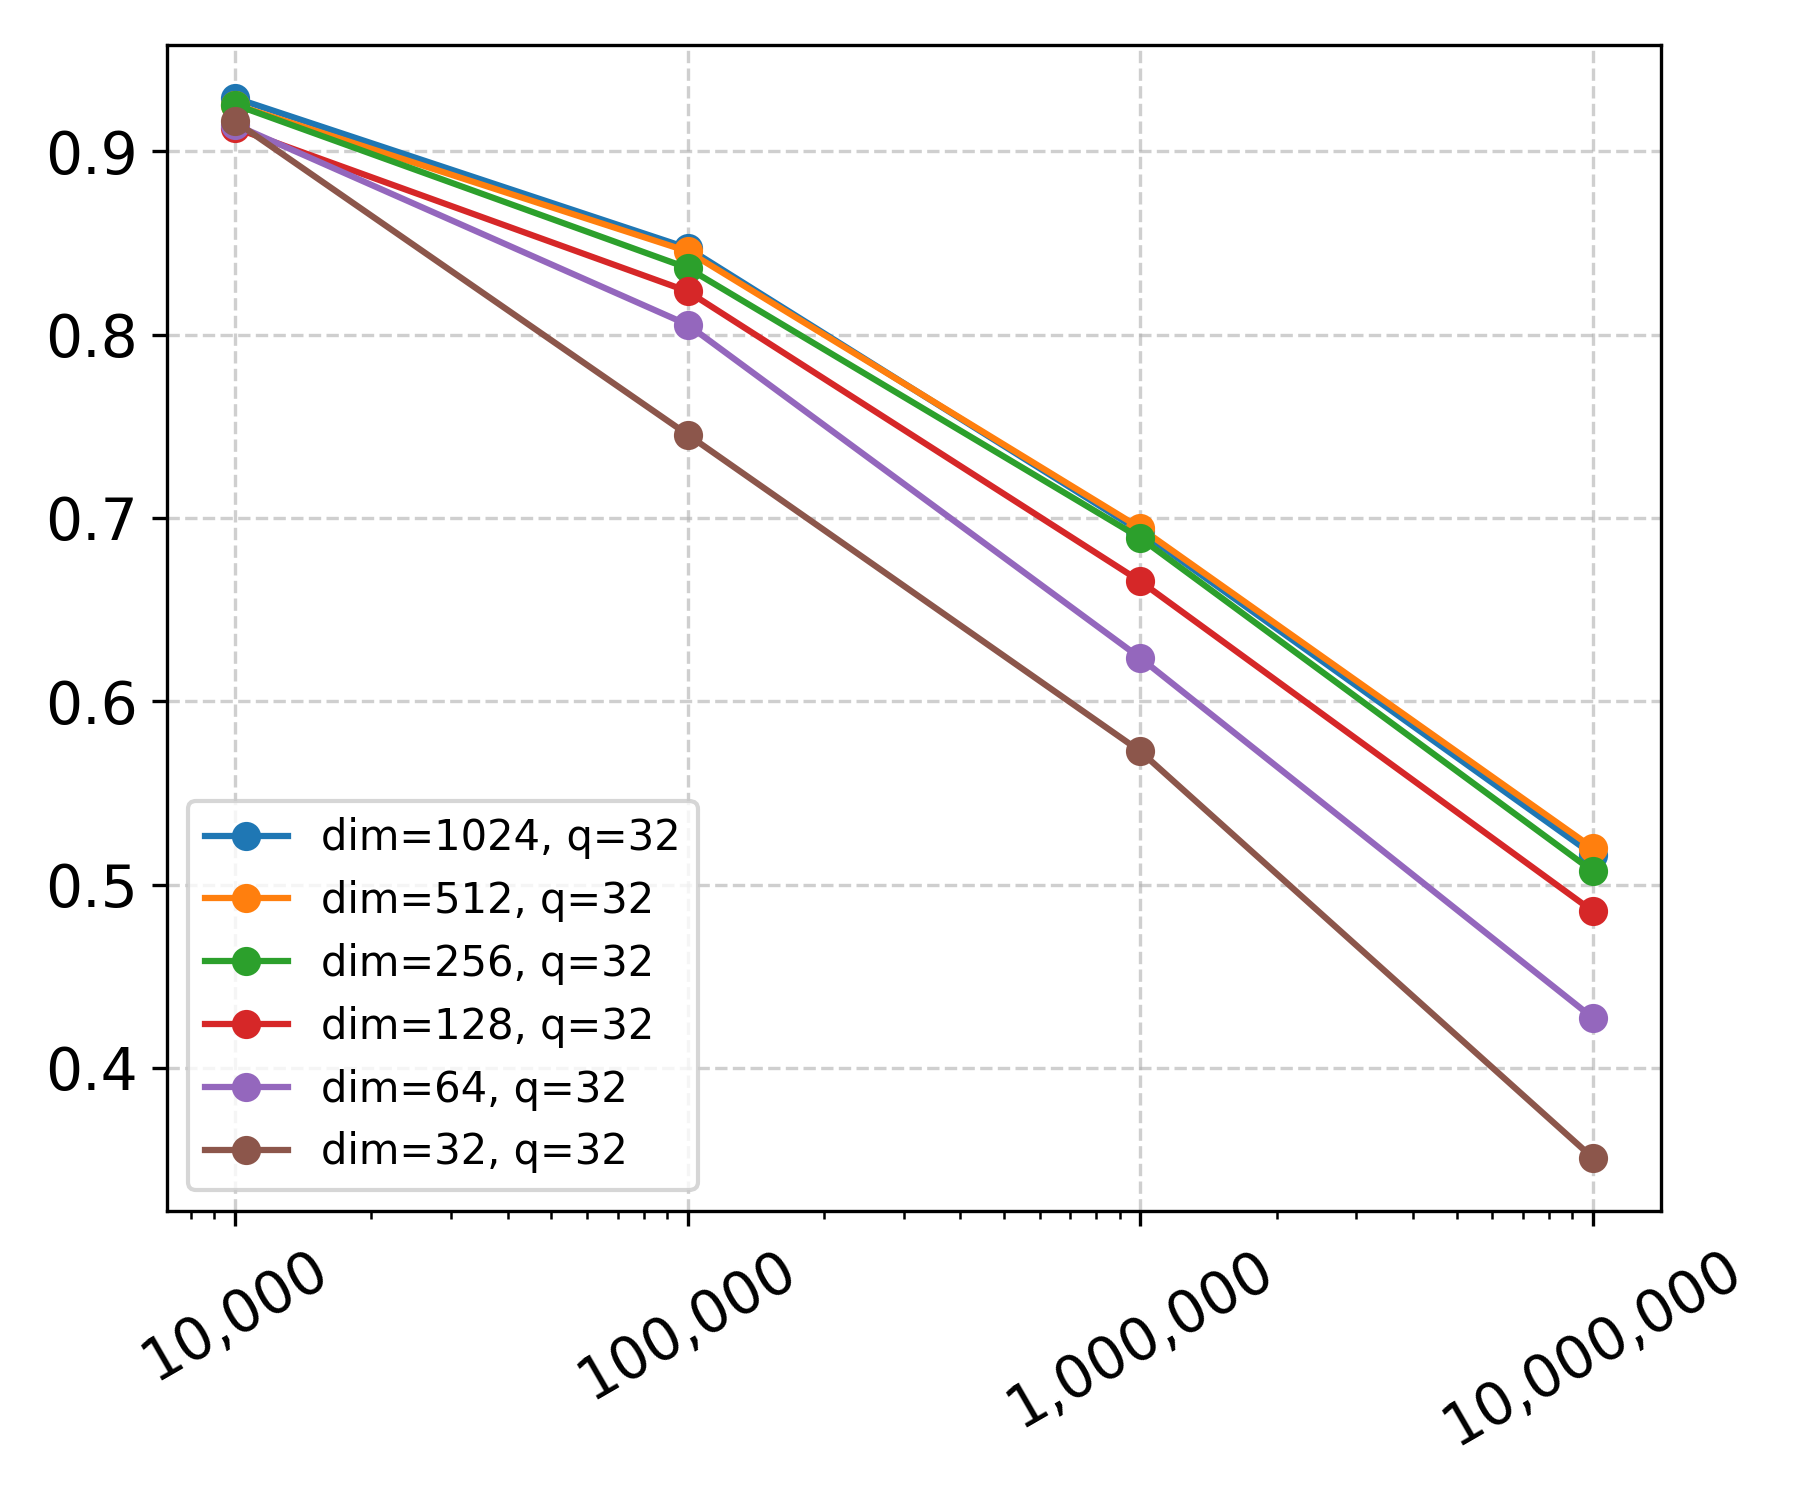 0.9
0.8
0.7
0.6
0.5
0.4
dim=1024, q=32
dim=512, q=32
dim=256, q=32
dim=128, q=32
dim=64, q=32
dim=32, q=32
10,000
100,000
1,000,000
10,000,000